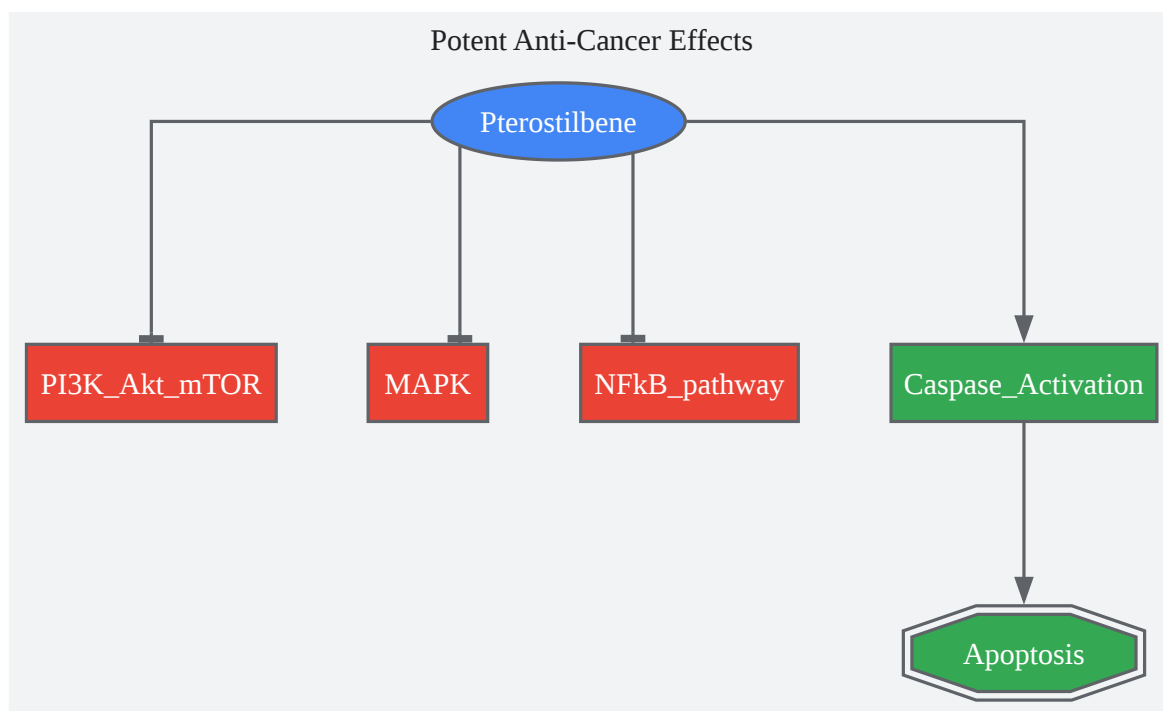 Potent Anti-Cancer Effects
Pterostilbene
PI3K_Akt_mTOR
MAPK
NFkB_pathway
Caspase_Activation
Apoptosis